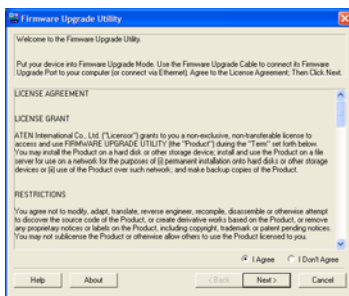 Firmware Upgrade Utility
Welcome to the Firmware Upgrade Utility.
Put your device into Firmware Upgrade Mode. Use the Firmware Upgrade Cable to connect its Firmware
Upgrade Port to your computer (or connect via Ethernet). Agree to the License Agreement; Then Click Next.
LICENSE AGREEMENT
LICENSE GRANT
ATEN International Co., Ltd. ("Licensor") grants to you a non-exclusive, non-transferable license to
access and use FIRMWARE UPGRADE UTILITY (the "Product") during the "Term" set forth below.
You may install the Product on a hard disk or other storage device; install and use the Product on a file
server for use on a network for the purposes of (i) permanent installation onto hard disks or other storage
devices or (ii) use of the Product over such network; and make backup copies of the Product.
RESTRICTIONS
You agree not to modify, adapt, translate, reverse engineer, recompile, disassemble or otherwise attempt
to discover the source code of the Product, or create derivative works based on the Product, or remove
any proprietary notices or labels on the Product, including copyright, trademark or patent pending notices.
You may not sublicense the Product or otherwise allow others to use the Product licensed to you.
I Agree I Don't Agree
Help About < Back Next > Cancel